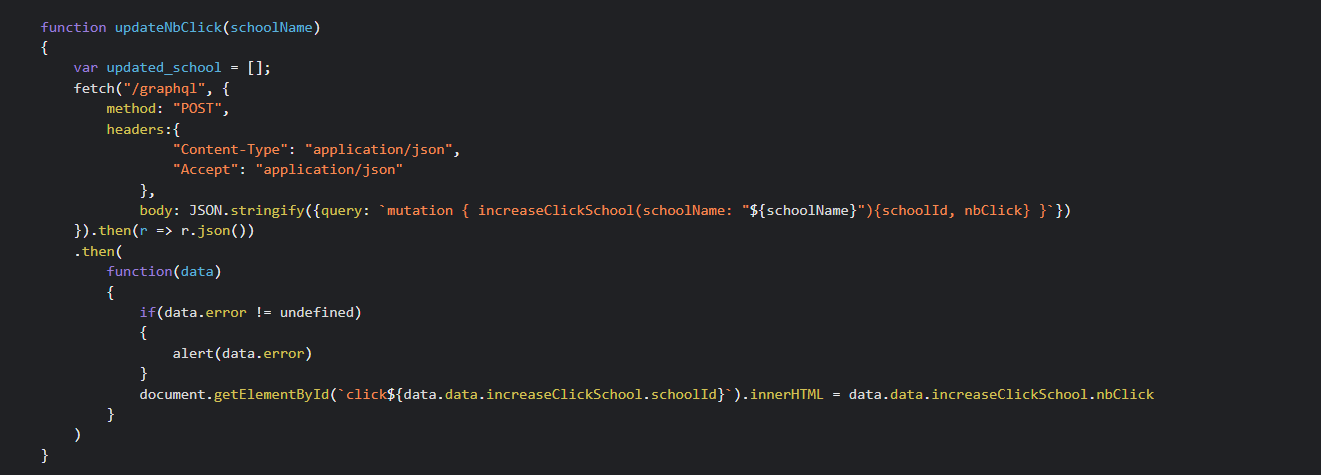 function updateNbClick(schoolName)
{
    var updated_school = [];
    fetch("/graphql", {
        method: "POST",
        headers:{
                "Content-Type": "application/json",
                "Accept": "application/json"
            },
            body: JSON.stringify({query: `mutation { increaseClickSchool(schoolName: "${schoolName}"){schoolId, nbClick} }`})
    }).then(r => r.json())
    .then(
        function(data)
        {
            if(data.error != undefined)
            {
                alert(data.error)
            }
            document.getElementById(`click${data.data.increaseClickSchool.schoolId}`).innerHTML = data.data.increaseClickSchool.nbClick
        }
    )
}